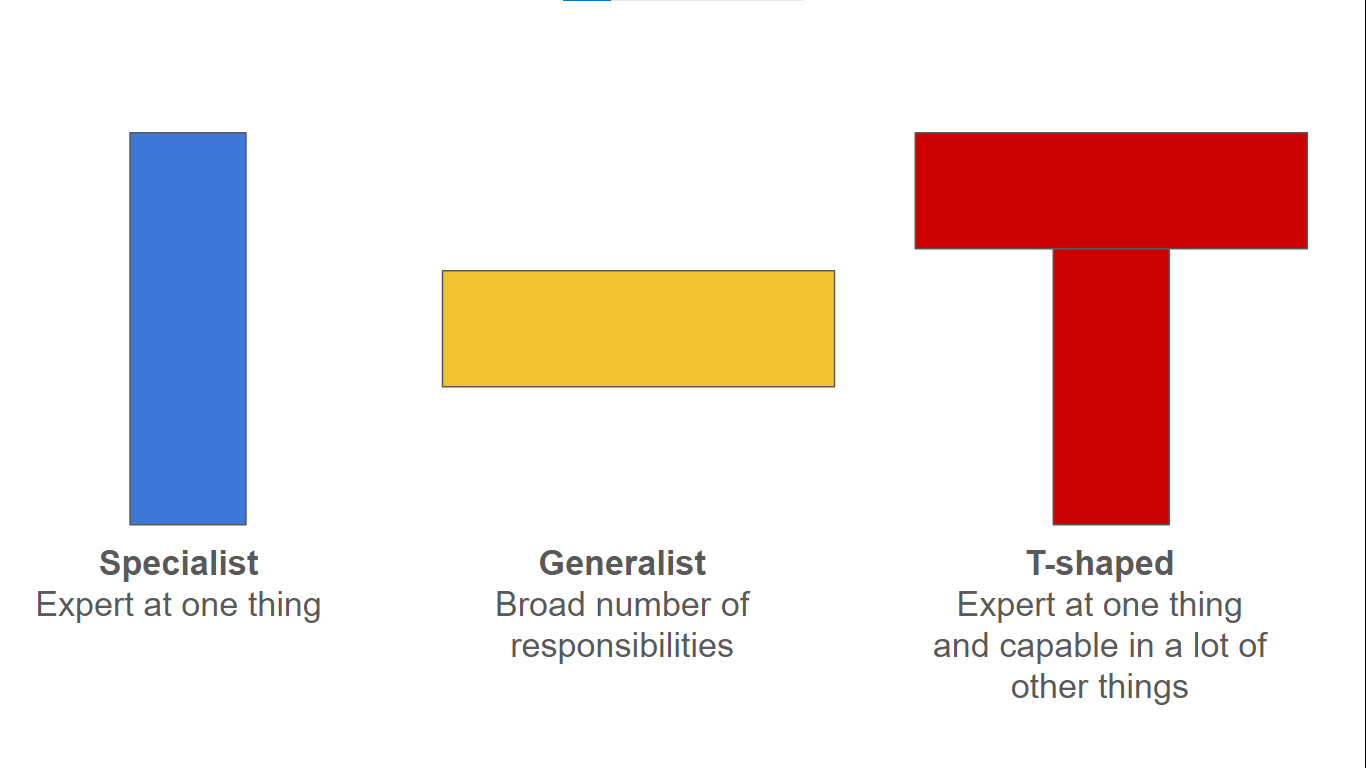 Specialist
Expert at one thing
Generalist
Broad number of
responsibilities
T-shaped
Expert at one thing
and capable in a lot of
other things